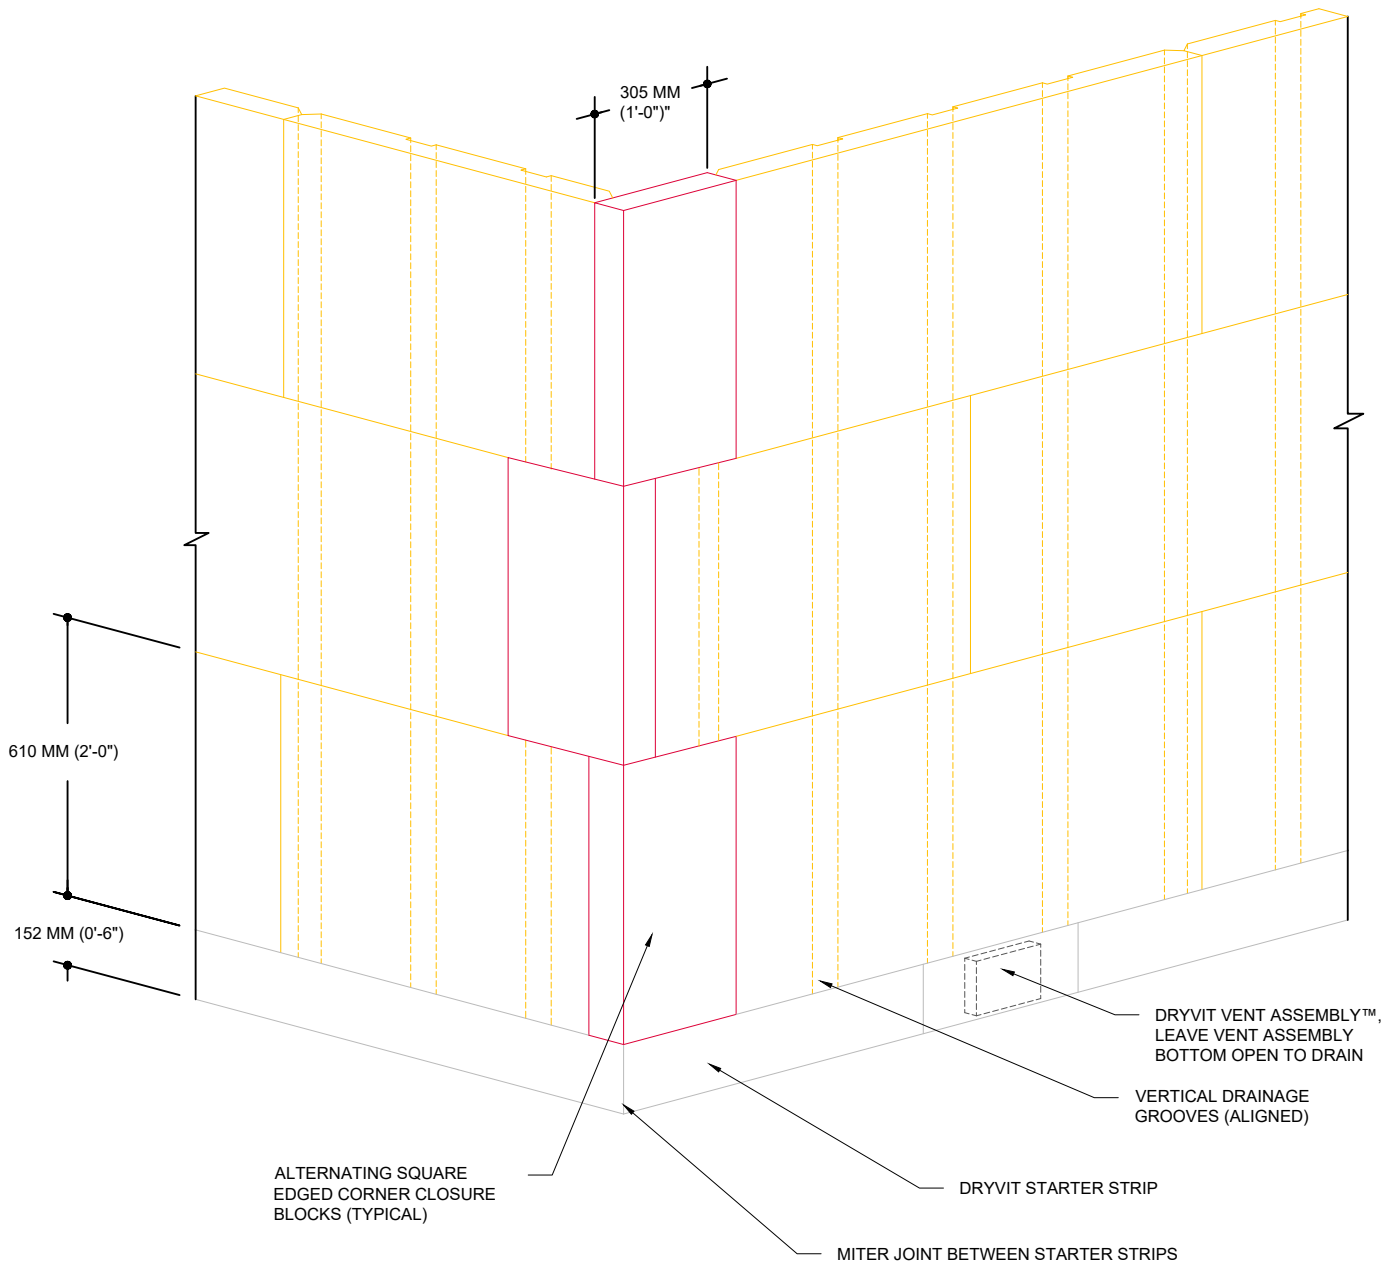 305 MM
(1'-0")"
610 MM (2'-0")
152 MM (0'-6")
DRYVIT VENT ASSEMBLY™,
LEAVE VENT ASSEMBLY
BOTTOM OPEN TO DRAIN
VERTICAL DRAINAGE
GROOVES (ALIGNED)
ALTERNATING SQUARE
EDGED CORNER CLOSURE
BLOCKS (TYPICAL)
DRYVIT STARTER STRIP
MITER JOINT BETWEEN STARTER STRIPS